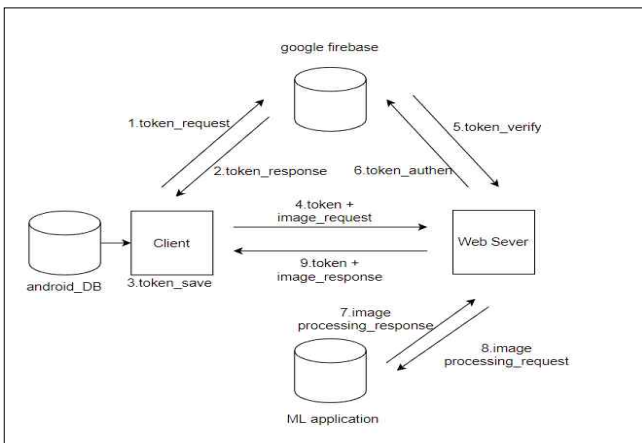 google firebase
1.token_request
5.token_verify
2.token_response
6.token_authen
4.token +
image_request
Client
Web Sever
9.token +
image_response
android_DB
3.token_save
7.image
processing_response
8.image
processing_request
ML application